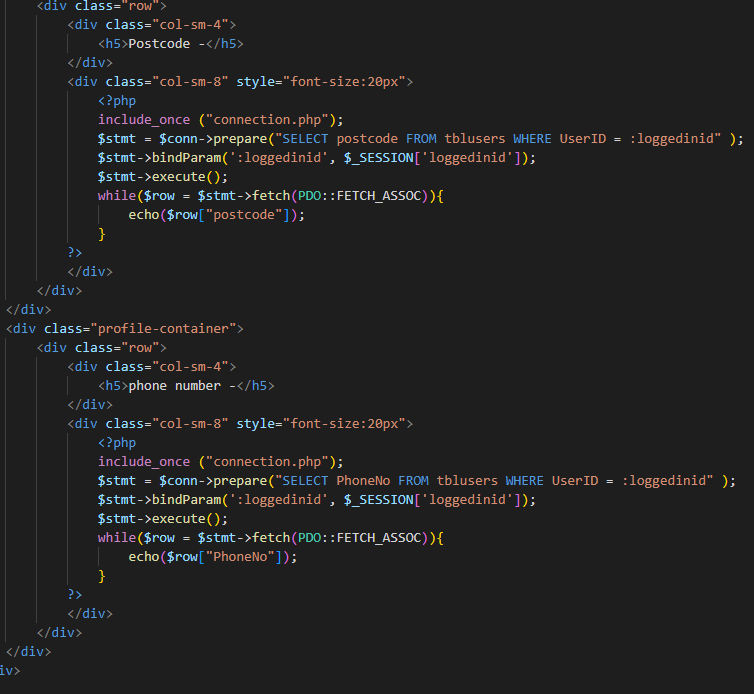 <div class="row">
<div class="col-sm-4">
<h5>Postcode -</h5>
</div>
<div class="col-sm-8" style="font-size:20px">
<?php
include_once ("connection.php");
$stmt = $conn->prepare("SELECT postcode FROM tblusers WHERE UserID = :loggedinid" );
$stmt->bindParam(':loggedinid', $_SESSION['loggedinid']);
$stmt->execute();
while($row = $stmt->fetch(PDO::FETCH_ASSOC)){
echo($row["postcode"]);
}
?>
</div>
</div>
</div>
<div class="profile-container">
<div class="row">
<div class="col-sm-4">
<h5>phone number -</h5>
</div>
<div class="col-sm-8" style="font-size:20px">
<?php
include_once ("connection.php");
$stmt = $conn->prepare("SELECT PhoneNo FROM tblusers WHERE UserID = :loggedinid" );
$stmt->bindParam(':loggedinid', $_SESSION['loggedinid']);
$stmt->execute();
while($row = $stmt->fetch(PDO::FETCH_ASSOC)){
echo($row["PhoneNo"]);
}
?>
</div>
</div>
</div>
iv>